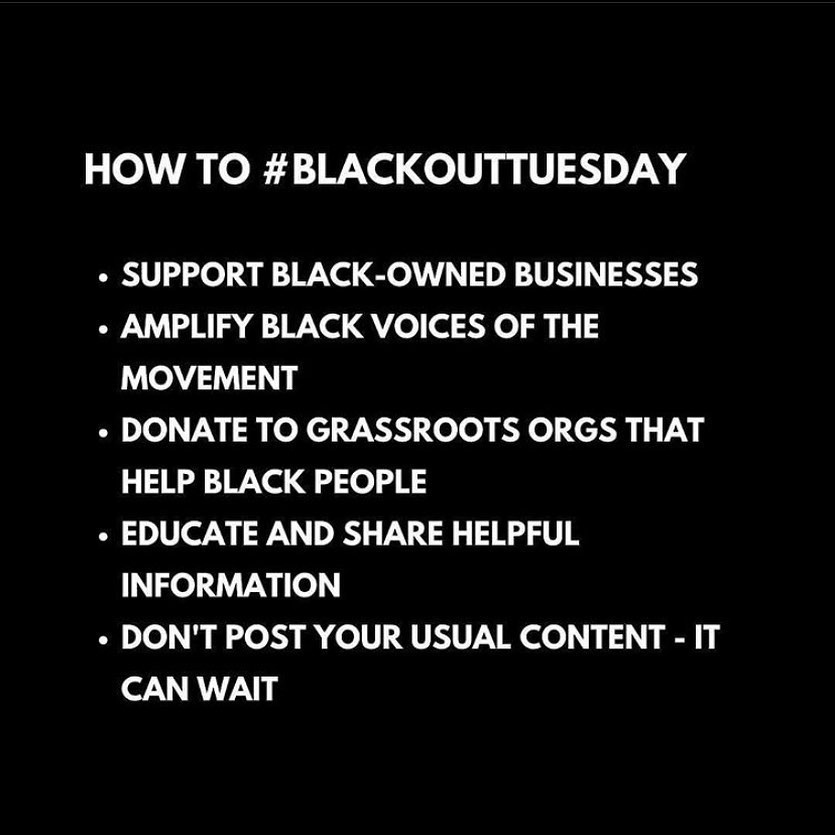 HOW TO #BLACKOUTTUESDAY
• SUPPORT BLACK-OWNED BUSINESSES
• AMPLIFY BLACK VOICES OF THE
MOVEMENT
• DONATE TO GRASSROOTS ORGS THAT
HELP BLACK PEOPLE
• EDUCATE AND SHARE HELPFUL
INFORMATION
• DON'T POST YOUR USUAL CONTENT - IT
CAN WAIT